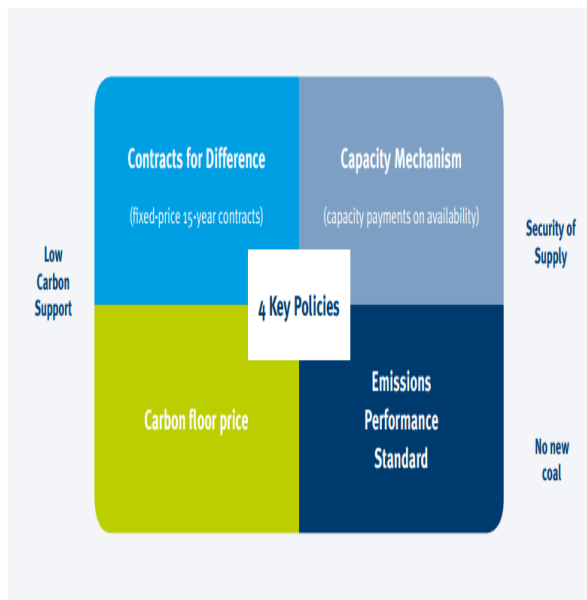 Contracts for Difference
(fixed-price 15-year contracts)
Capacity Mechanism
(capacity payments on availability)
Low
Carbon
Support
Security of
Supply
4 Key Policies
Carbon floor price
Emissions
Performance
Standard
No new
coal